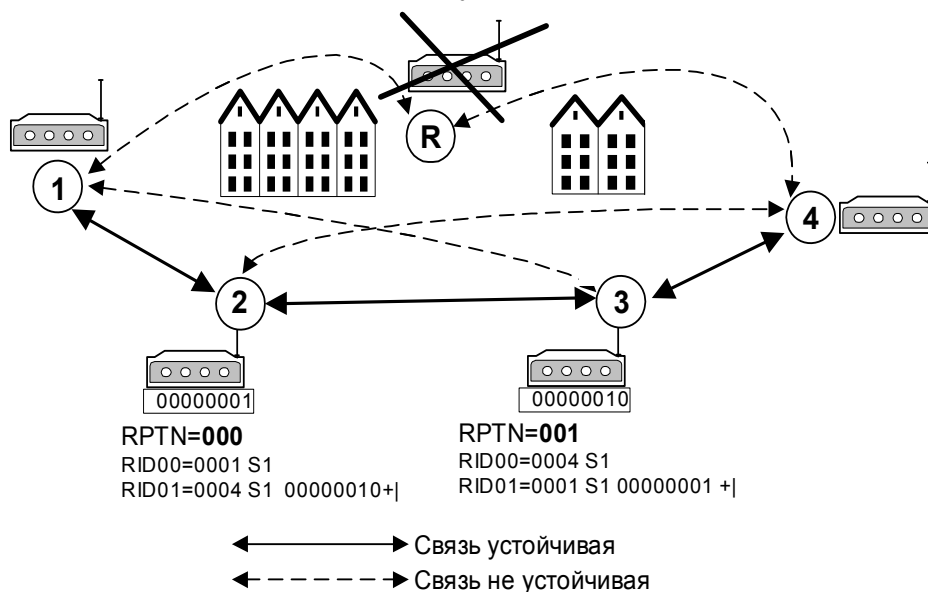 R
1
4
2
3
00000001
00000010
RPTN=000
RID00=0001 S1
RID01=0004 S1 00000010+|
RPTN=001
RID00=0004 S1
RID01=0001 S1 00000001 +|
Связь устойчивая
Связь не устойчивая